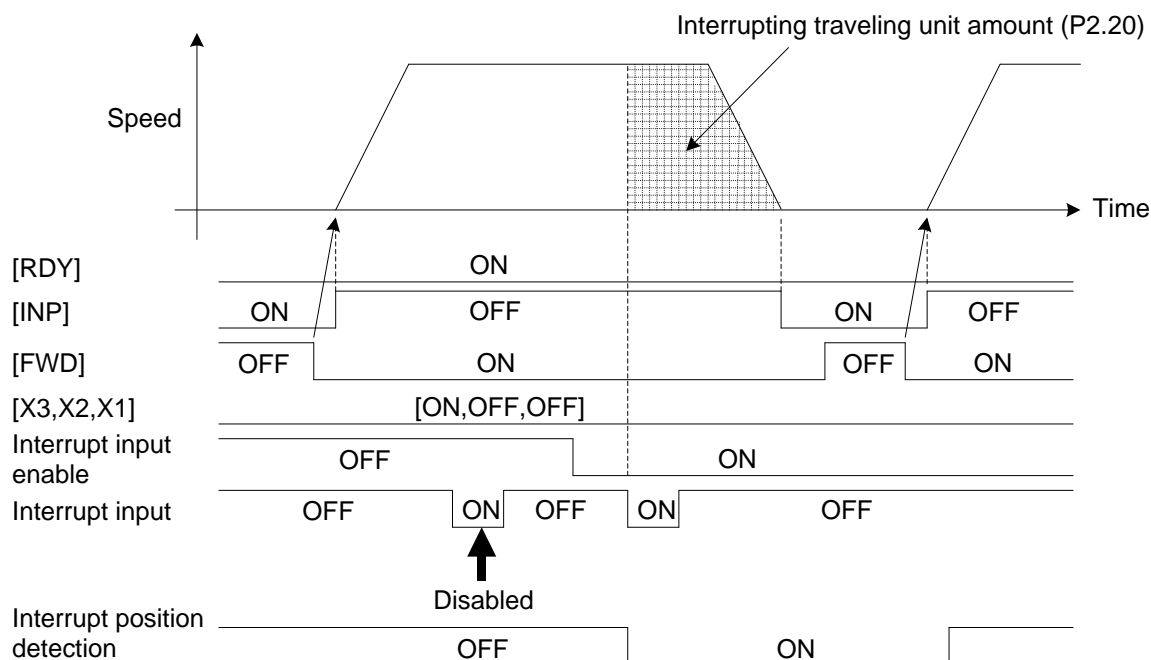 Interrupting traveling unit amount (P2.20)
Speed
Time
[RDY] ON
[INP] ON OFF ON OFF
[FWD] OFF ON OFF ON
[X3,X2,X1] [ON,OFF,OFF]
Interrupt input
enable OFF ON
Interrupt input OFF ON OFF ON OFF
Disabled
Interrupt position
detection OFF ON